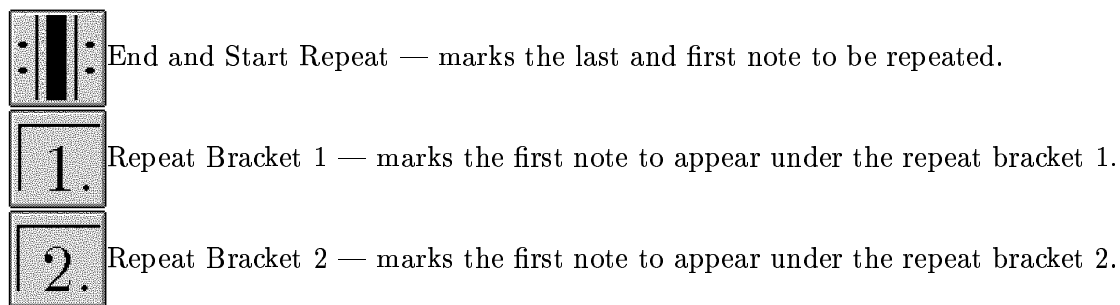 End and Start Repeat — marks the last and first note to be repeated.
1. Repeat Bracket 1 — marks the first note to appear under the repeat bracket 1.
2. Repeat Bracket 2 — marks the first note to appear under the repeat bracket 2.